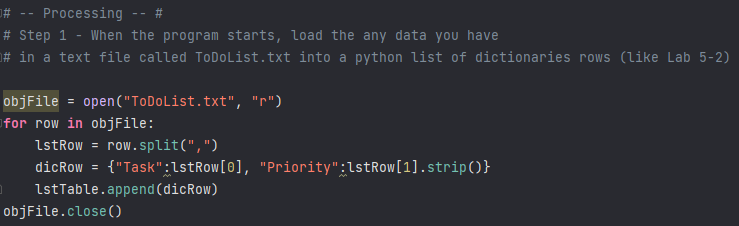 # -- Processing -- #
# Step 1 - When the program starts, load the any data you have
# in a text file called ToDoList.txt into a python list of dictionaries rows (like Lab 5-2)
objFile = open("ToDoList.txt", "r")
for row in objFile:
    lstRow = row.split(",")
    dicRow = {"Task":lstRow[0], "Priority":lstRow[1].strip()}
    lstTable.append(dicRow)
objFile.close()